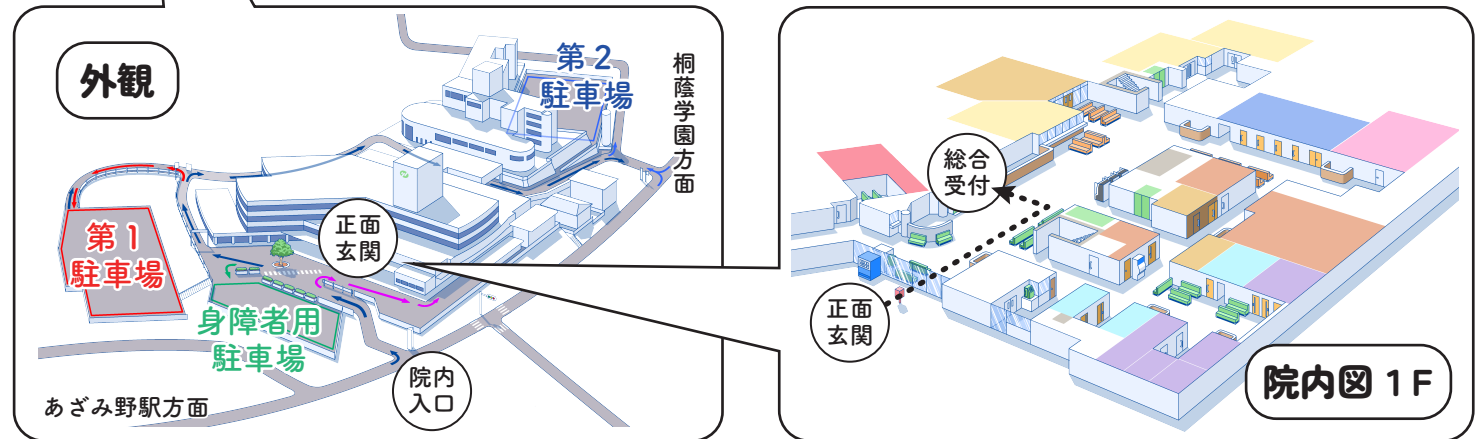 外観
第2
駐車場
桐蔭学園方面
正面
玄関
第1
駐車場
身障者用
駐車場
院内
入口
あざみ野駅方面
総合
受付
正面
玄関
院内図 1F